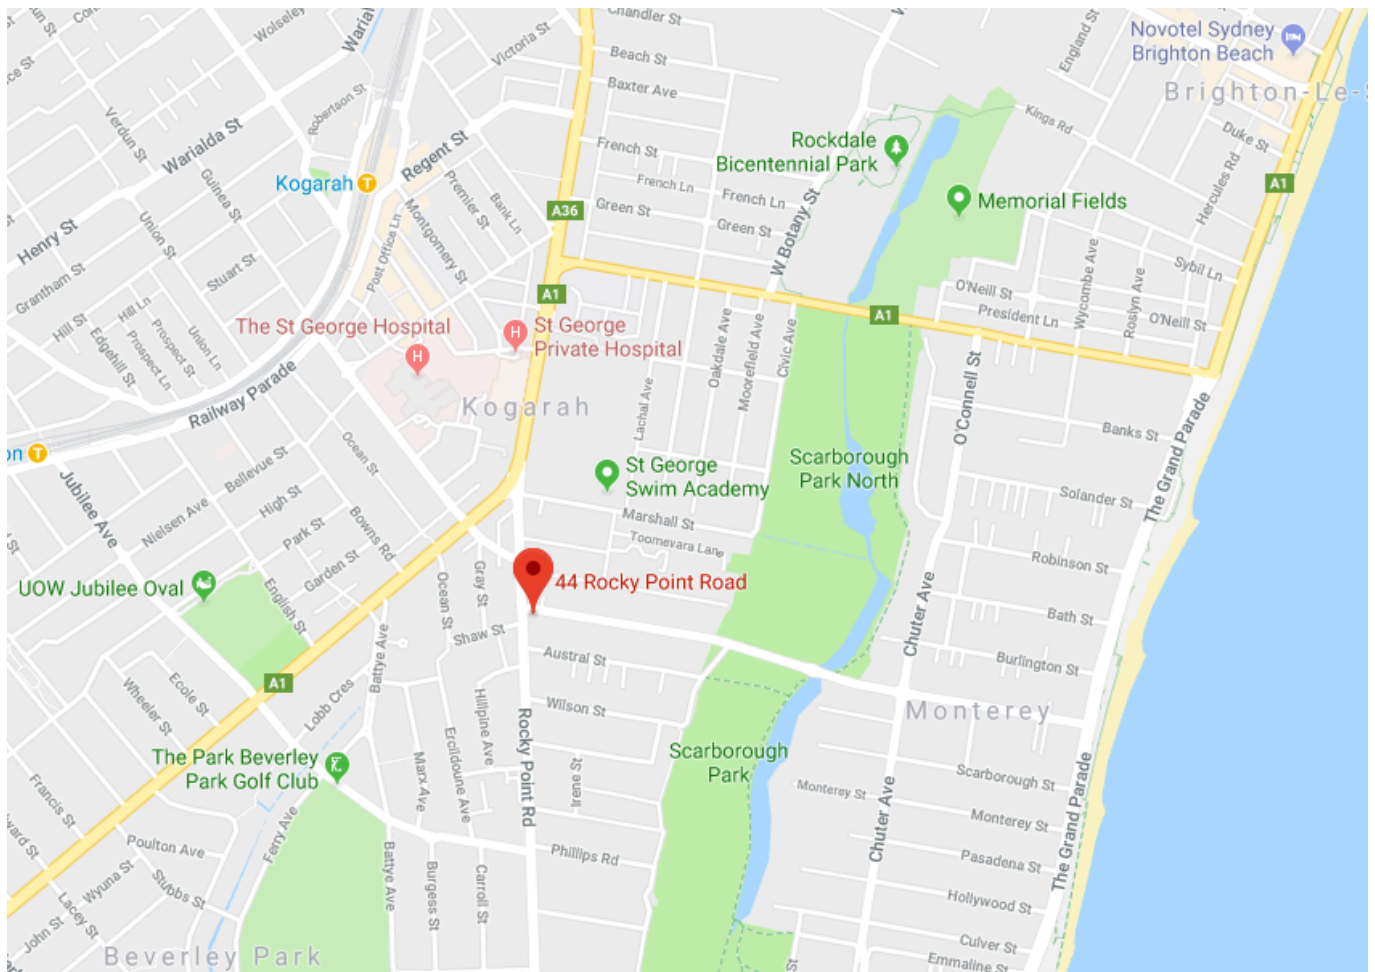 Chandler St
Wolseley
Victoria St
Beach St
England St
Novotel Sydney
Brighton Beach
Brighton-Le-S
Baxter Ave
Robertson St
Verdun St
Warialda St
Regent St
Kings Rd
Duke St
Rockdale
Bicentennial Park
French St
French Ln
French Ln
Kogarah
T
Guinea St
Premier St
Bank Ln
Montgomery St
Post Office Ln
A36
Green St
Green St
W Botany St
Memorial Fields
Hercules Rd
A1
Henry St
Union St
Stuart St
Grantham St
Sybil Ln
Wycombe Ave
Roslyn Ave
O'Neill St
O'Neill St
President Ln
A1
A1
Hill St
Hill Ln
Edgehill St
Prospect Ln
Prospect St
Union Ln
The St George Hospital
H
H
St George
Private Hospital
Railway Parade
Kogarah
Lachal Ave
Oakdale Ave
Moorefield Ave
Civic Ave
O'Connell St
The Grand Parade
Banks St
on
T
Ocean St
Bellevue St
High St
Jubilee Ave
Nielsen Ave
Park St
Bowns Rd
Garden St
St George
Swim Academy
Scarborough
Park North
Solander St
Marshall St
Toomevara Lane
Robinson St
UOW Jubilee Oval
English St
Ocean St
Gray St
Shaw St
44 Rocky Point Road
Chuter Ave
Bath St
Burlington St
Austral St
Battye Ave
A1
Ecole St
Wheeler St
Lobb Cres
Hillpine Ave
Wilson St
Rocky Point Rd
Monterey
The Park Beverley
Park Golf Club
Ercildoune Ave
Marx Ave
Irene St
Scarborough
Park
Scarborough St
Monterey St
Monterey St
Chuter Ave
The Grand Parade
Francis St
Ferry Ave
Poulton Ave
Phillips Rd
Pasadena St
Wyuna St
Stubbs St
Battye Ave
Burgess St
Carroll St
Hollywood St
Lacey St
John St
Culver St
Beverley Park
St
Emmaline St